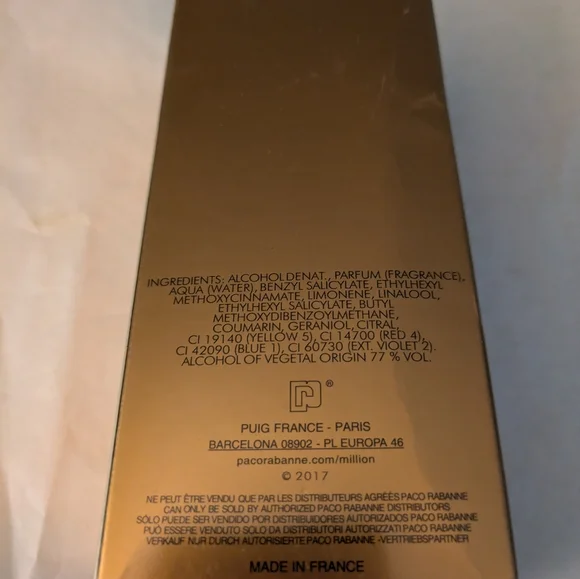 INGREDIENTS: ALCOHOL DENAT., PARFUM (FRAGRANCE),
AQUA (WATER), BENZYL SALICYLATE, ETHYLHEXYL
METHOXYCINNAMATE, LIMONENE, LINALOOL,
ETHYLHEXYL SALICYLATE, BUTYL
METHOXYDIBENZOYLMETHANE,
COUMARIN, GERANIOL, CITRAL,
CI 19140 (YELLOW 5), CI 14700 (RED 4),
CI 42090 (BLUE 1), CI 60730 (EXT. VIOLET 2).
ALCOHOL OF VEGETAL ORIGIN 77 % VOL.
®
PUIG FRANCE - PARIS
BARCELONA 08902 - PL EUROPA 46
pacorabanne.com/million
© 2017
NE PEUT ÊTRE VENDU QUE PAR LES DISTRIBUTEURS AGRÉÉS PACO RABANNE
CAN ONLY BE SOLD BY AUTHORIZED PACO RABANNE DISTRIBUTORS
SÓLO PUEDE SER VENDIDO POR DISTRIBUIDORES AUTORIZADOS PACO RABANNE
PUÒ ESSERE VENDUTO SOLO DA DISTRIBUTORI AUTORIZZATI PACO RABANNE
VERKAUF NUR DURCH AUTORISIERTE PACO RABANNE -VERTRIEBSPARTNER
MADE IN FRANCE